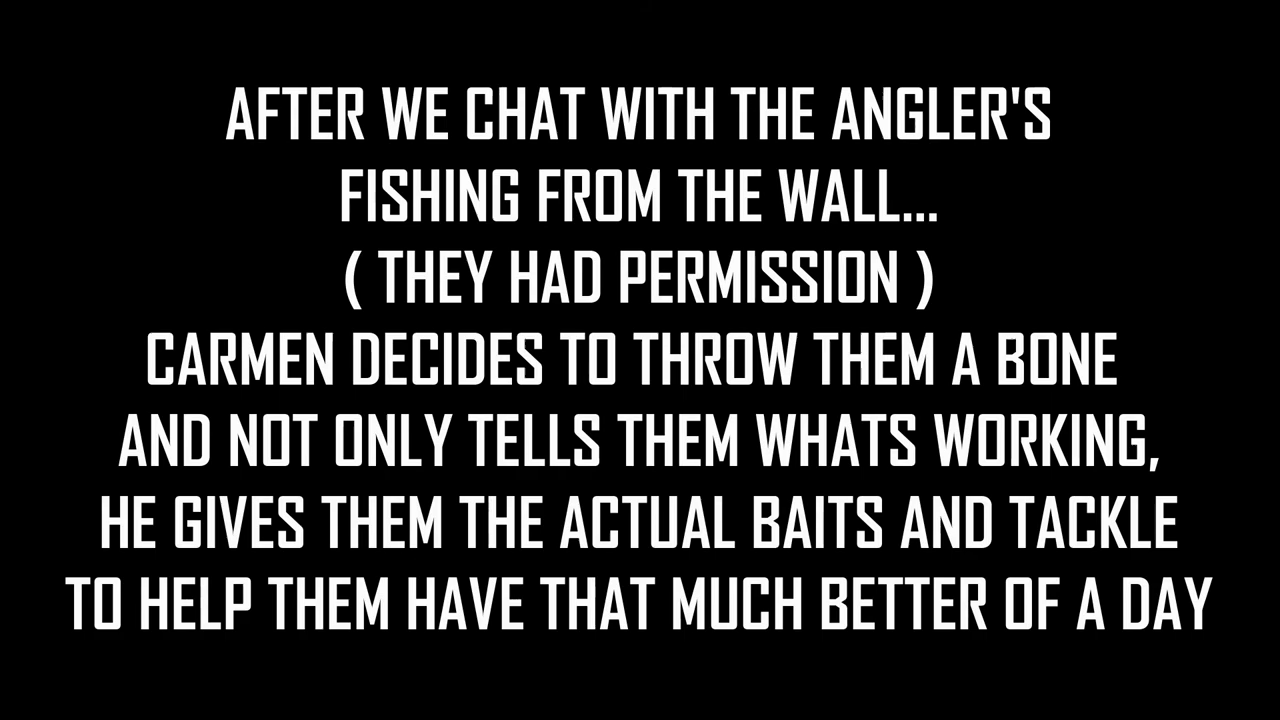 AFTER WE CHAT WITH THE ANGLER'S
FISHING FROM THE WALL...
( THEY HAD PERMISSION )
CARMEN DECIDES TO THROW THEM A BONE
AND NOT ONLY TELLS THEM WHATS WORKING,
HE GIVES THEM THE ACTUAL BAITS AND TACKLE
TO HELP THEM HAVE THAT MUCH BETTER OF A DAY